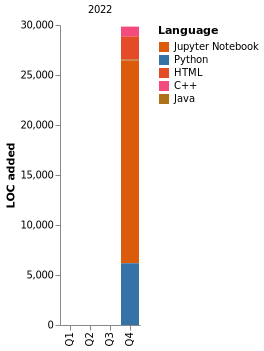 2022
30,000
25,000
20,000
15,000
10,000
5,000
0
LOC added
Q1
Q2
Q3
Q4
Language
Jupyter Notebook
Python
HTML
C++
Java